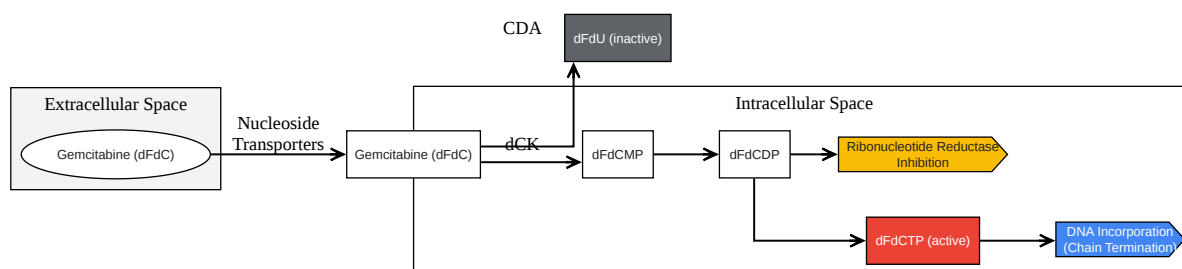 CDA
dFdU (inactive)
Extracellular Space
Intracellular Space
Nucleoside
Transporters
Gemcitabine (dFdC)
Gemcitabine (dFdC)
dCK
dFdCMP
dFdCDP
Ribonucleotide Reductase
Inhibition
dFdCTP (active)
DNA Incorporation
(Chain Termination)